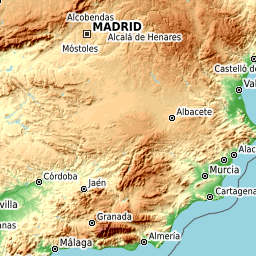 Alcobendas
MADRID
Alcalá de Henares
Móstoles
Castelló de
Val
Albacete
Alac
Murcia
Córdoba
Jaén
Cartagena
villa
Granada
anas
Almería
Málaga